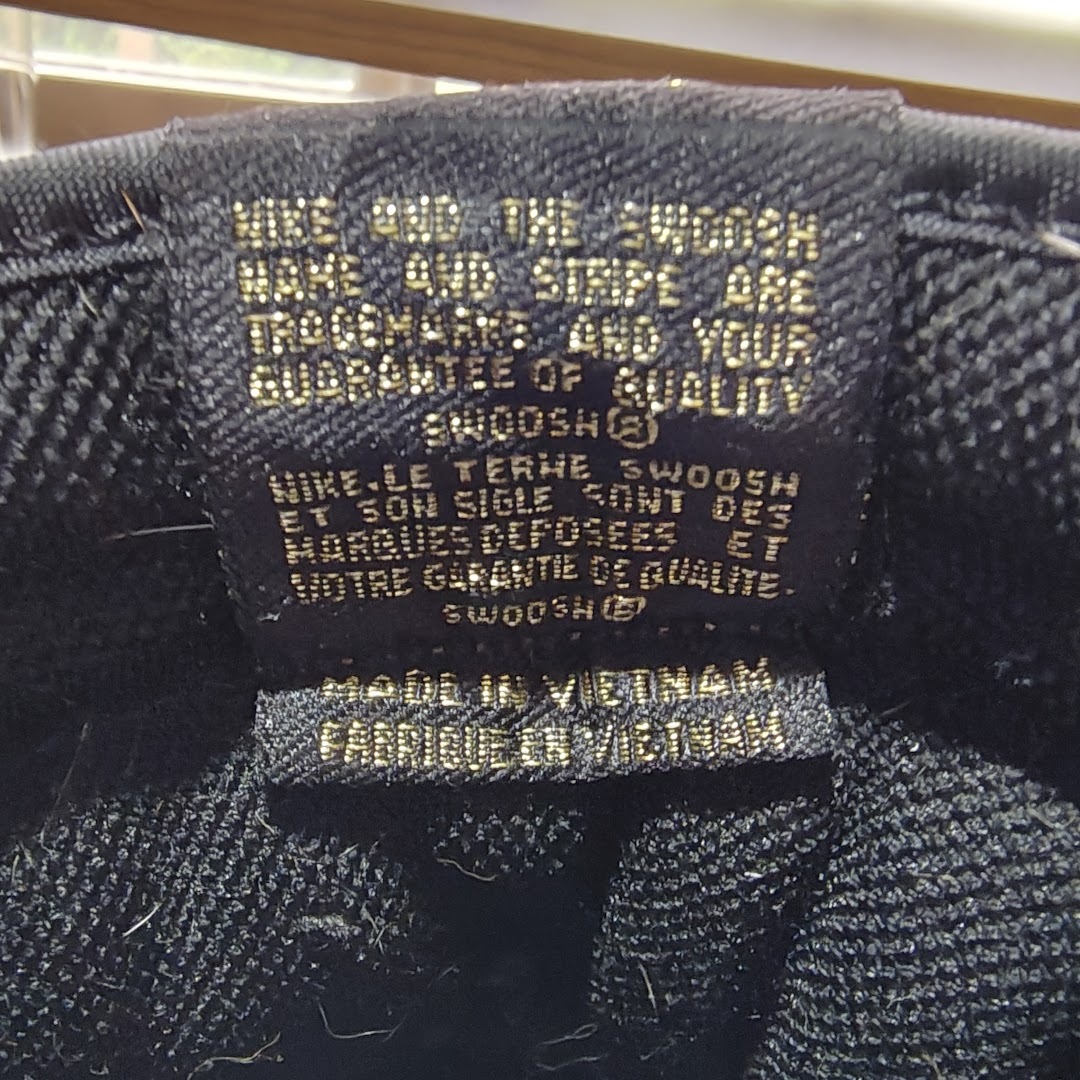 NIKE AND THE SWOOSH
NAME AND STRIPE ARE
TRADEMARKS AND YOUR
GUARANTEE OF QUALITY
SWOOSH®
NIKE, LE TERME SWOOSH
ET SON SIGLE SONT DES
MARQUES DEPOSEES ET
VOTRE GARANTIE DE QUALITE.
SWOOSH®
MADE IN VIETNAM
FABRIQUE EN VIETNAM